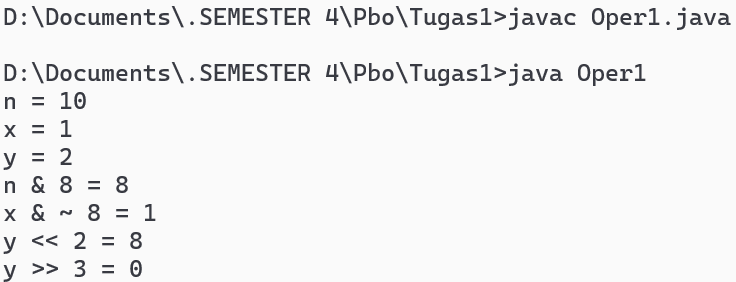 D:\Documents\.SEMESTER 4\Pbo\Tugas1>javac Oper1.java
D:\Documents\.SEMESTER 4\Pbo\Tugas1>java Oper1
n = 10
x = 1
y = 2
n & 8 = 8
x & ~ 8 = 1
y << 2 = 8
y >> 3 = 0